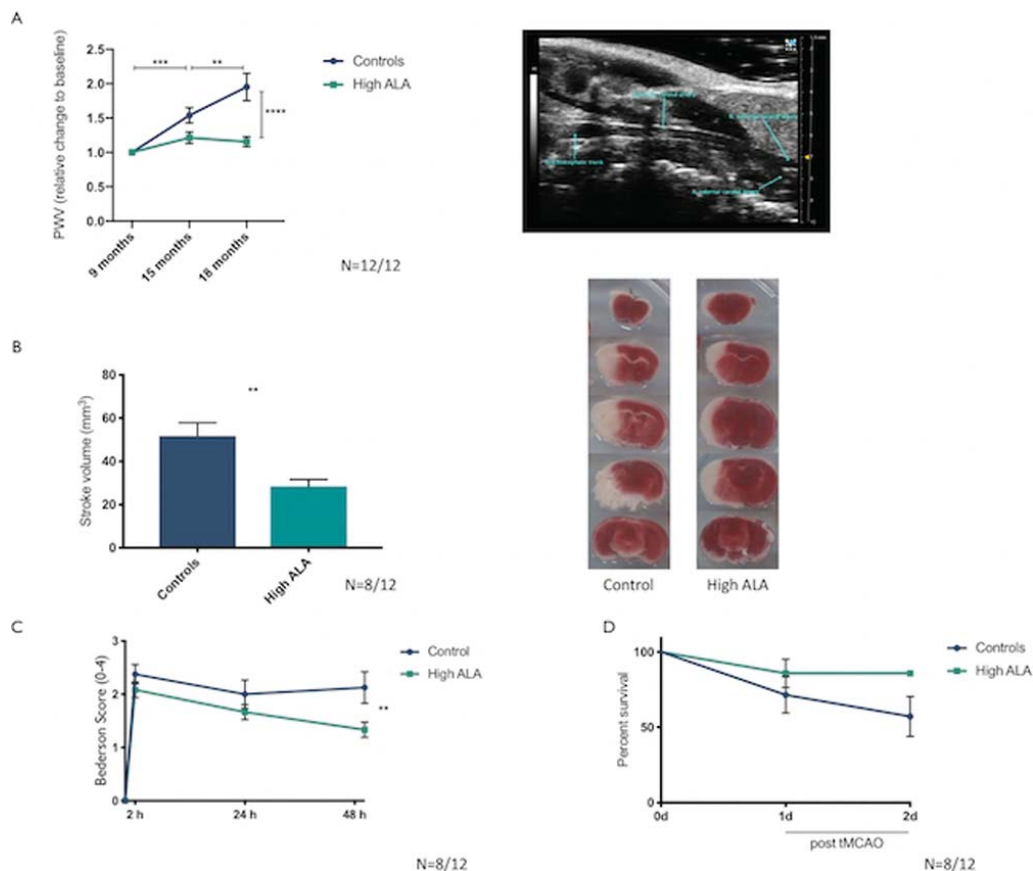 A
PWV (relative change to baseline)
2.5
2.0
1.5
1.0
0.5
0.0
***
**
****
9 months
15 months
18 months
Controls
High ALA
N=12/12
B
Stroke volume (mm³)
80
60
40
20
0
**
Controls
High ALA
N=8/12
Control
High ALA
C
Bederson Score (0-4)
3
2
1
0
2 h
24 h
48 h
Control
High ALA
**
N=8/12
D
Percent survival
100
50
0
0d
1d
2d
post tMCAO
Controls
High ALA
N=8/12